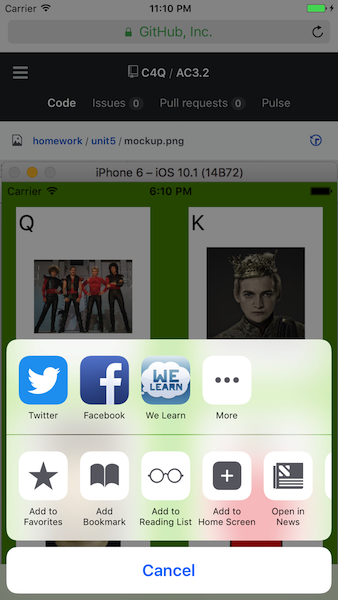 Carrier 11:10 PM
GitHub, Inc.
C4Q / AC3.2
Code Issues 0 Pull requests 0 Pulse
homework / unit5 / mockup.png
iPhone 6 – iOS 10.1 (14B72)
Carrier 6:10 PM
Q K
WE
LEARN
Twitter Facebook We Learn More
Add to Favorites
Add Bookmark
Add to Reading List
Add to Home Screen
Open in News
Cancel